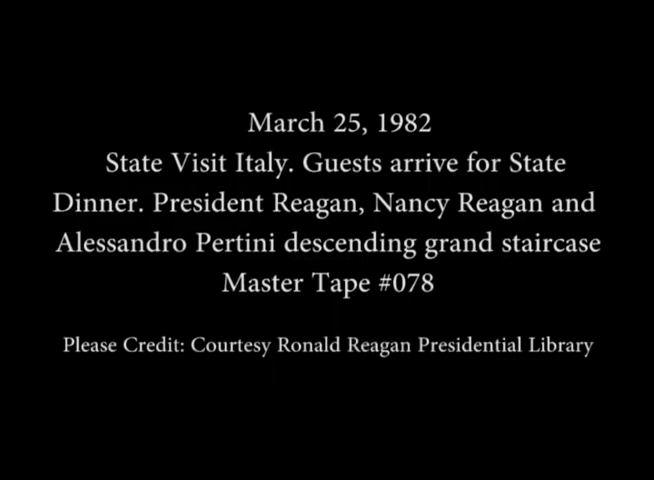 March 25, 1982
State Visit Italy. Guests arrive for State
Dinner. President Reagan, Nancy Reagan and
Alessandro Pertini descending grand staircase
Master Tape #078
Please Credit: Courtesy Ronald Reagan Presidential Library